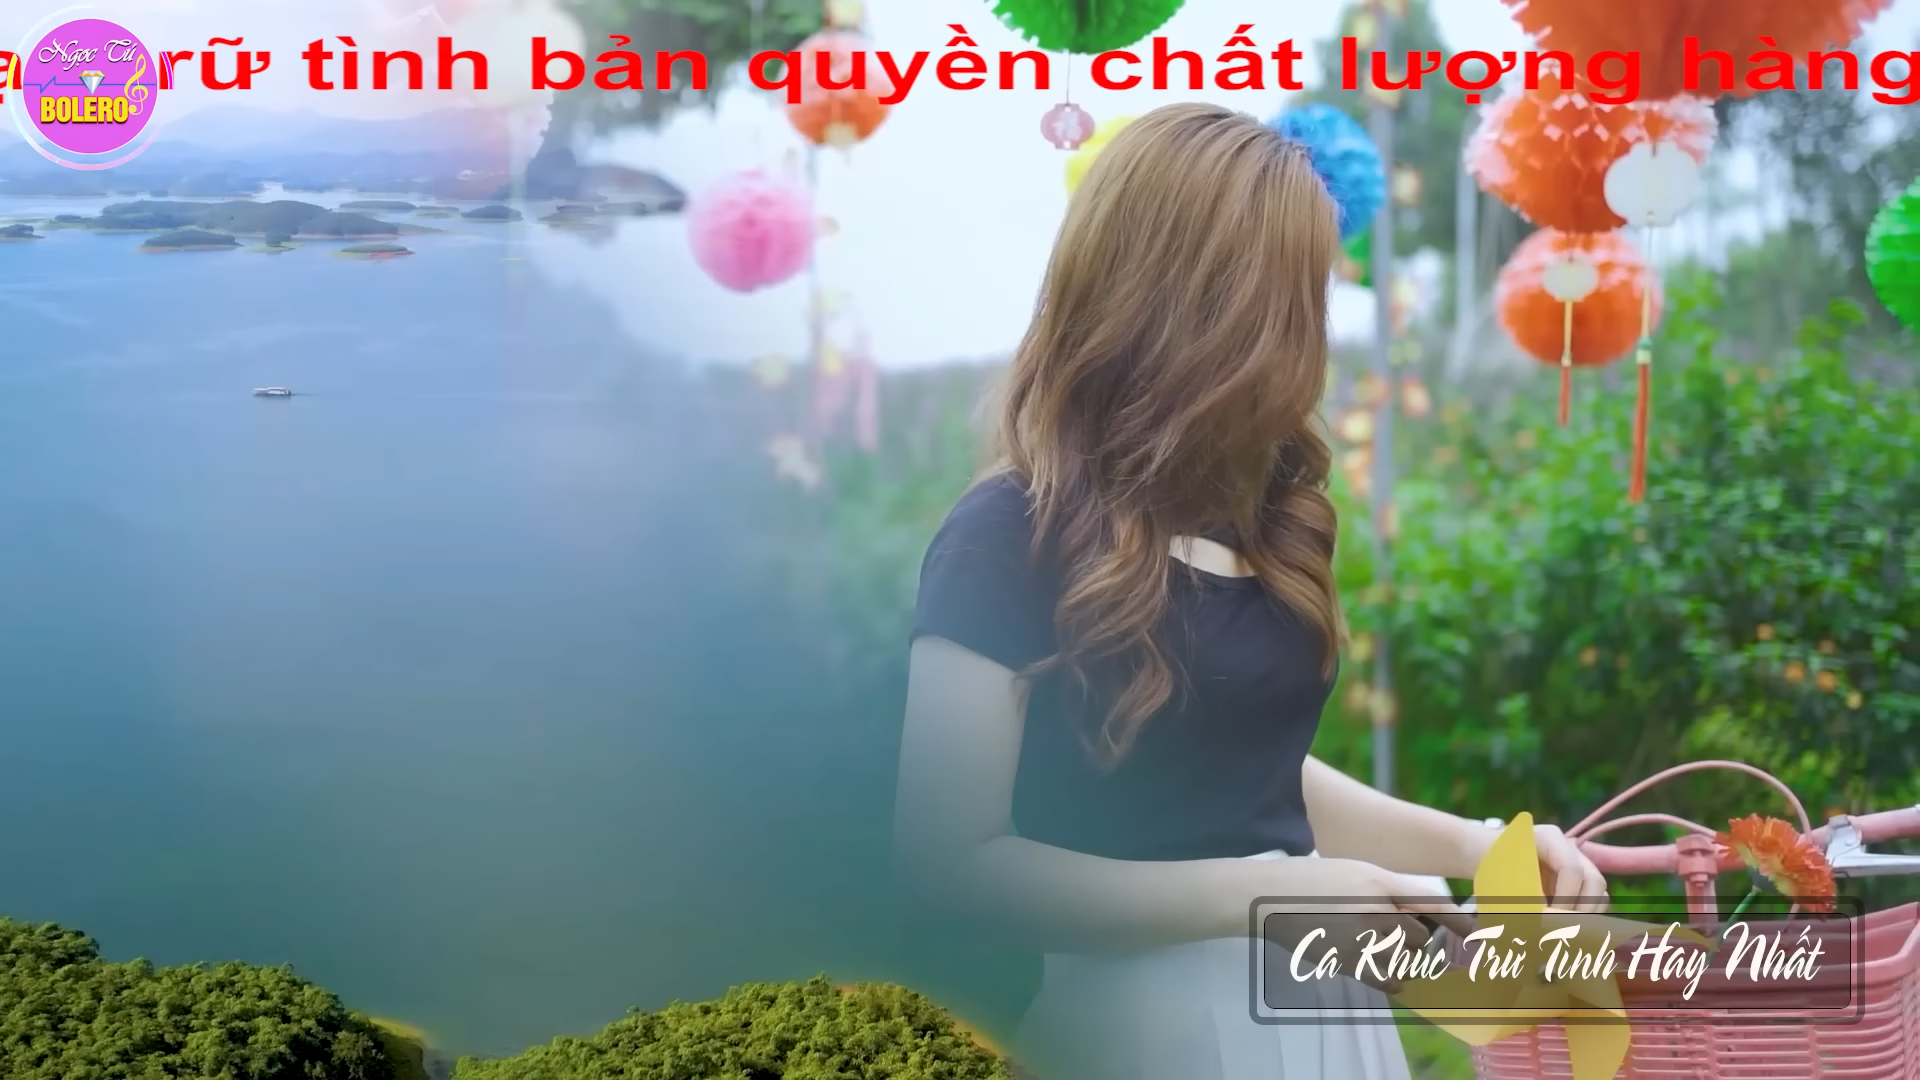 rữ tình bản quyền chất lượng hàng
Ngọc Tú
BOLERO
Ca Khúc Trữ Tình Hay Nhất